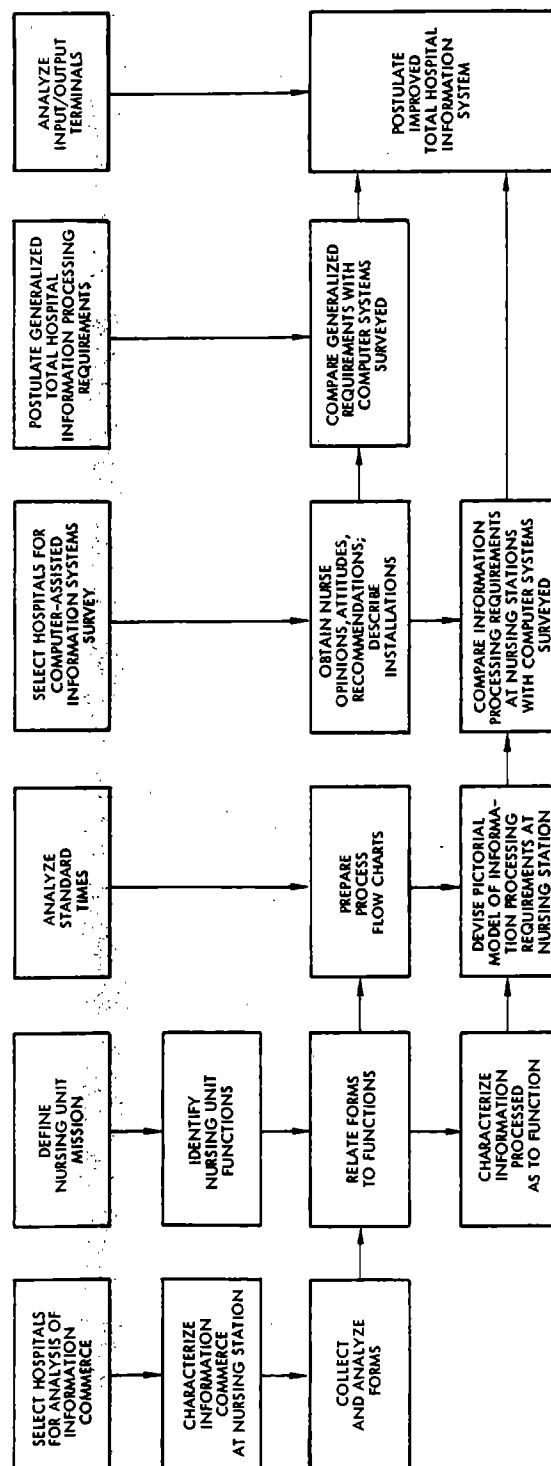 SELECT HOSPITALS
FOR ANALYSIS OF
INFORMATION
COMMERCE
DEFINE
NURSING UNIT
MISSION
ANALYZE
STANDARD
TIMES
SELECT HOSPITALS FOR
COMPUTER-ASSISTED
INFORMATION SYSTEMS
SURVEY
POSTULATE GENERALIZED
TOTAL HOSPITAL
INFORMATION PROCESSING
REQUIREMENTS
ANALYZE
INPUT/OUTPUT
TERMINALS
CHARACTERIZE
INFORMATION
COMMERCE
AT NURSING STATION
IDENTIFY
NURSING UNIT
FUNCTIONS
COLLECT
AND ANALYZE
FORMS
RELATE FORMS
TO FUNCTIONS
PREPARE
PROCESS
FLOW CHARTS
OBTAIN NURSE
OPINIONS, ATTITUDES,
RECOMMENDATIONS;
DESCRIBE
INSTALLATIONS
COMPARE GENERALIZED
REQUIREMENTS WITH
COMPUTER SYSTEMS
SURVEYED
POSTULATE
IMPROVED
TOTAL HOSPITAL
INFORMATION
SYSTEM
CHARACTERIZE
INFORMATION
PROCESSED
AS TO FUNCTION
DEVISE PICTORIAL
MODEL OF INFORMA-
TION PROCESSING
REQUIREMENTS AT
NURSING STATION
COMPARE INFORMATION
PROCESSING REQUIREMENTS
AT NURSING STATIONS
WITH COMPUTER SYSTEMS
SURVEYED